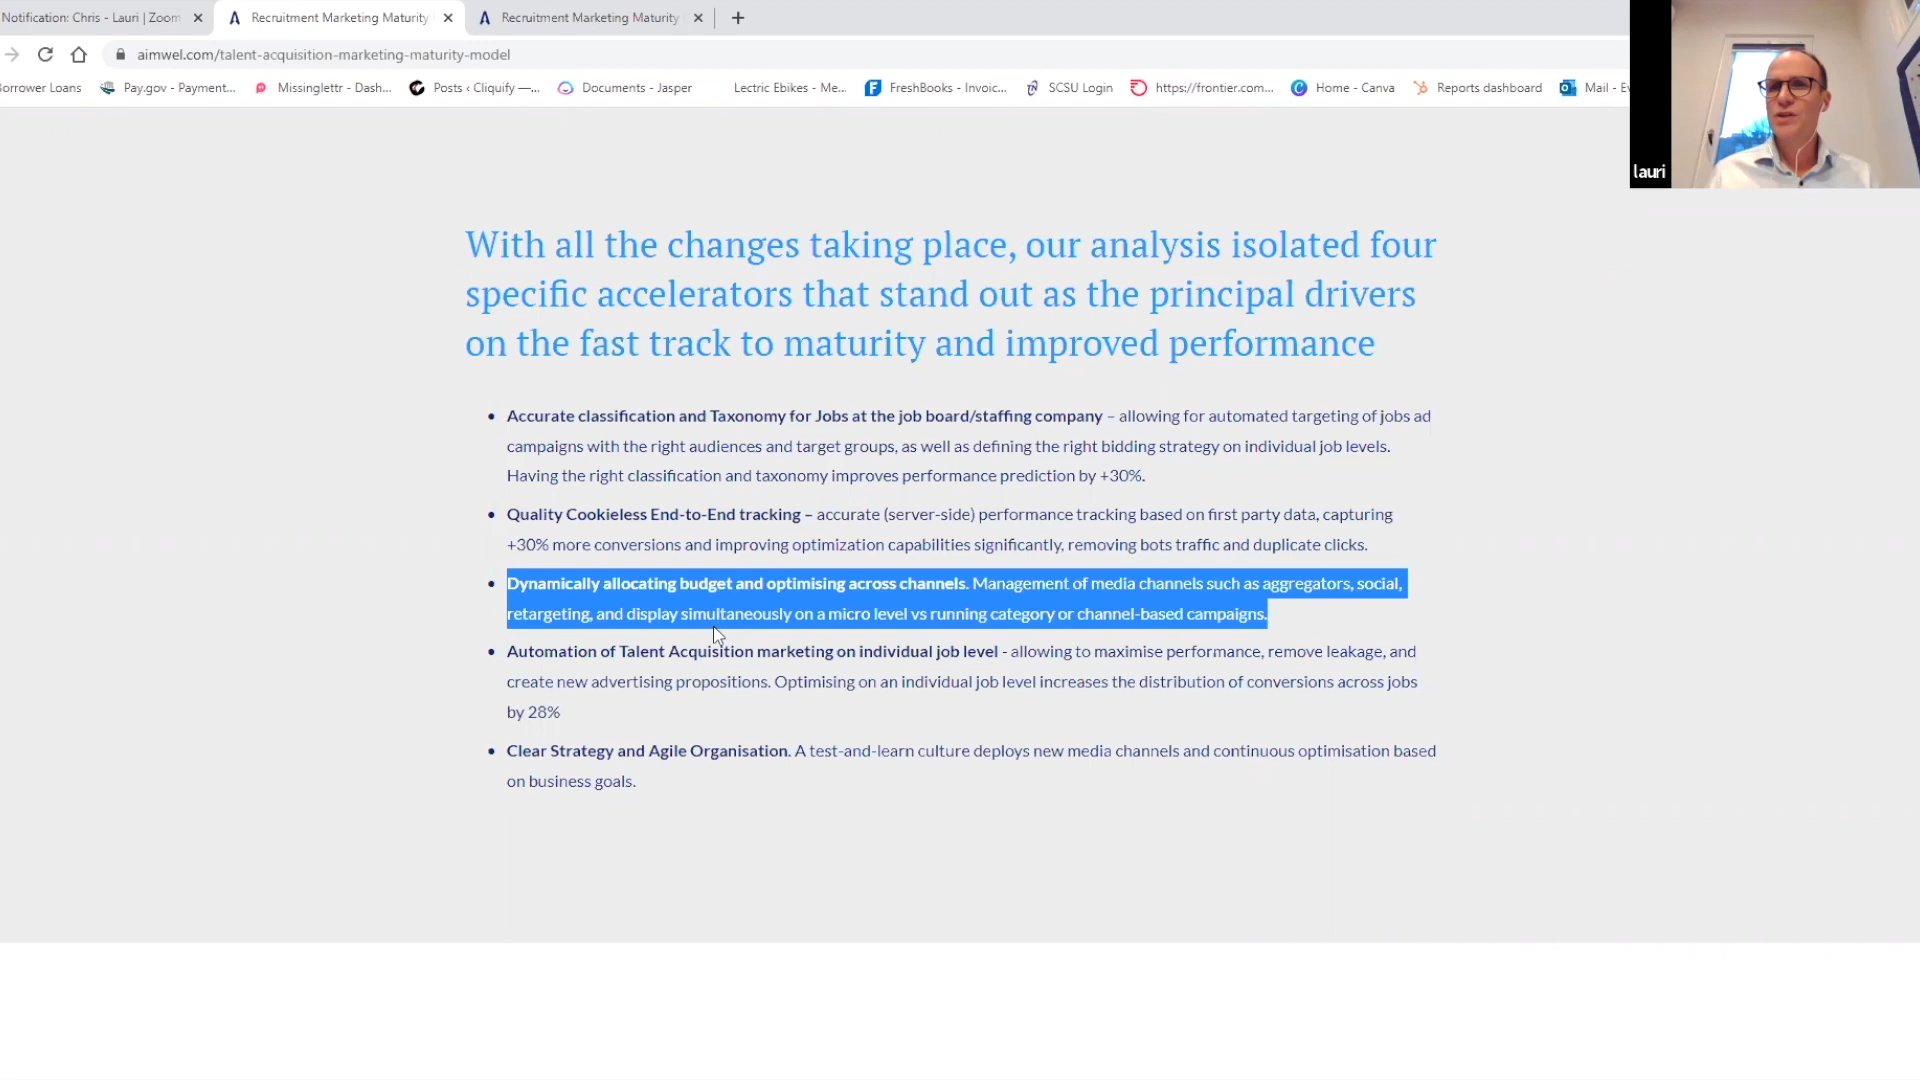 Notification: Chris - Lauri | Zoom
Recruitment Marketing Maturity
Recruitment Marketing Maturity
aimwel.com/talent-acquisition-marketing-maturity-model
orrower Loans
Pay.gov - Payment...
Missinglettr - Dash...
Posts ‹ Cliquify —...
Documents - Jasper
Lectric Ebikes - Me...
FreshBooks - Invoic...
SCSU Login
https://frontier.com...
Home - Canva
Reports dashboard
Mail - Ev
lauri
With all the changes taking place, our analysis isolated four
specific accelerators that stand out as the principal drivers
on the fast track to maturity and improved performance
• Accurate classification and Taxonomy for Jobs at the job board/staffing company – allowing for automated targeting of jobs ad
campaigns with the right audiences and target groups, as well as defining the right bidding strategy on individual job levels.
Having the right classification and taxonomy improves performance prediction by +30%.
• Quality Cookieless End-to-End tracking – accurate (server-side) performance tracking based on first party data, capturing
+30% more conversions and improving optimization capabilities significantly, removing bots traffic and duplicate clicks.
• Dynamically allocating budget and optimising across channels. Management of media channels such as aggregators, social,
retargeting, and display simultaneously on a micro level vs running category or channel-based campaigns.
• Automation of Talent Acquisition marketing on individual job level - allowing to maximise performance, remove leakage, and
create new advertising propositions. Optimising on an individual job level increases the distribution of conversions across jobs
by 28%
• Clear Strategy and Agile Organisation. A test-and-learn culture deploys new media channels and continuous optimisation based
on business goals.